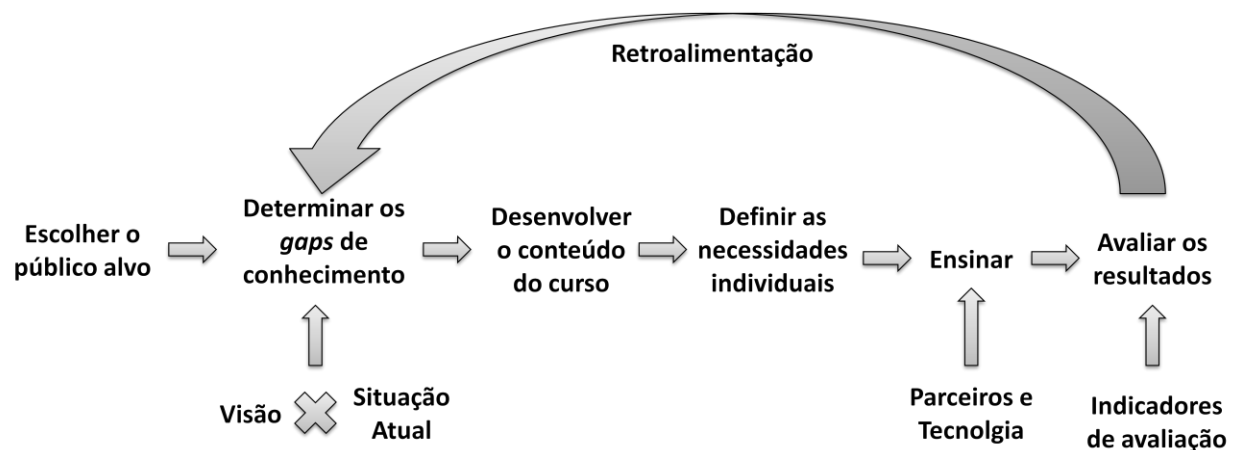 Retroalimentação
Escolher o
público alvo
Determinar os
gaps de
conhecimento
Desenvolver
o conteúdo
do curso
Definir as
necessidades
individuais
Ensinar
Avaliar os
resultados
Visão
Situação
Atual
Parceiros e
Tecnolgia
Indicadores
de avaliação